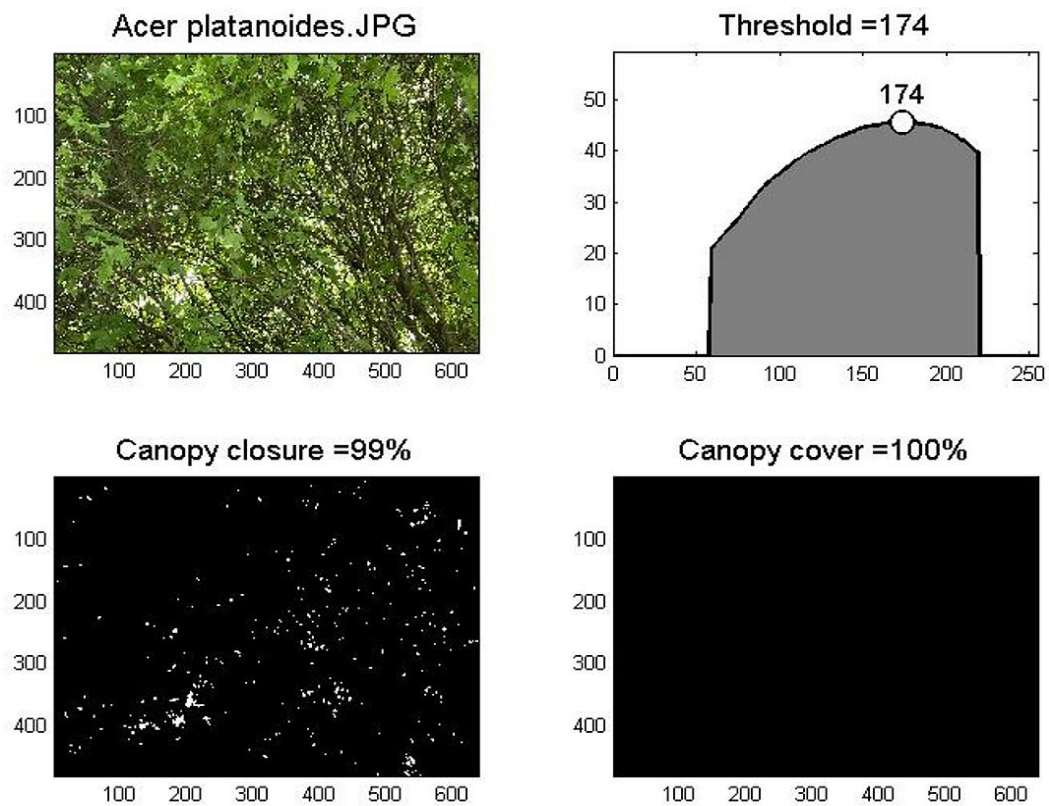 Acer platanoides.JPG
100
200
300
400
100 200 300 400 500 600
Threshold =174
174
50
40
30
20
10
0
0 50 100 150 200 250
Canopy closure =99%
100
200
300
400
100 200 300 400 500 600
Canopy cover =100%
100
200
300
400
100 200 300 400 500 600